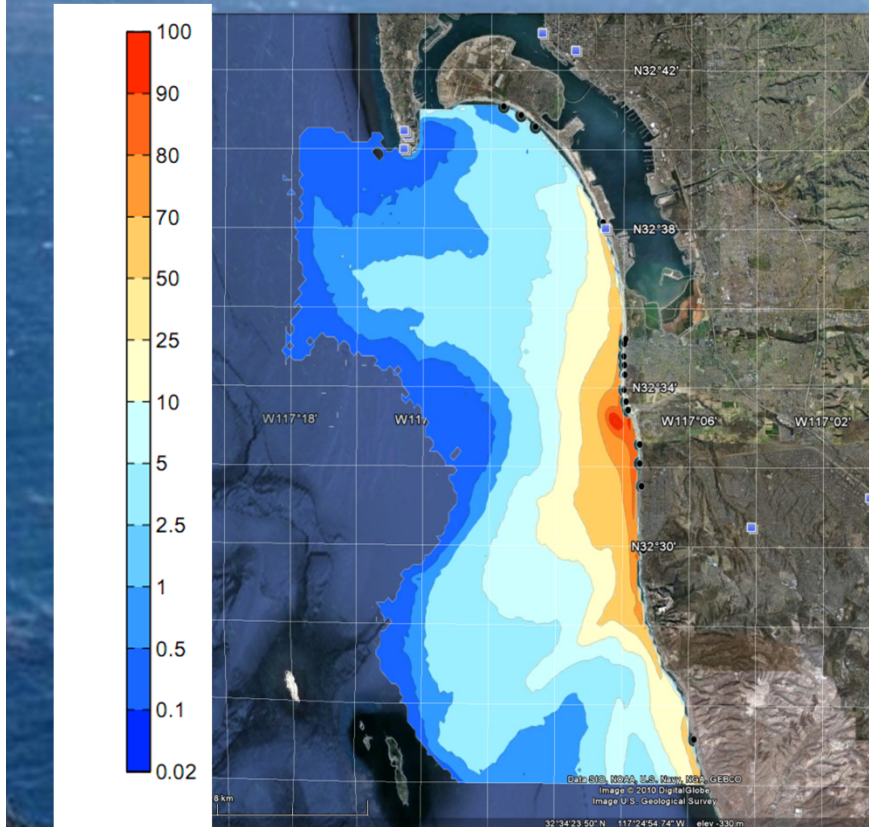 100
90
80
70
50
25
10
5
2.5
1
0.5
0.1
0.02
N32°42'
N32°38'
N32°34'
W117°18'
W117°06'
W117°02'
N32°30'
Data SIO, NOAA, U.S. Navy, NGA, GEBCO
Image © 2010 DigitalGlobe
Image U.S. Geological Survey
8 km
32°34'23.50" N 117°24'54.74" W elev -330 m